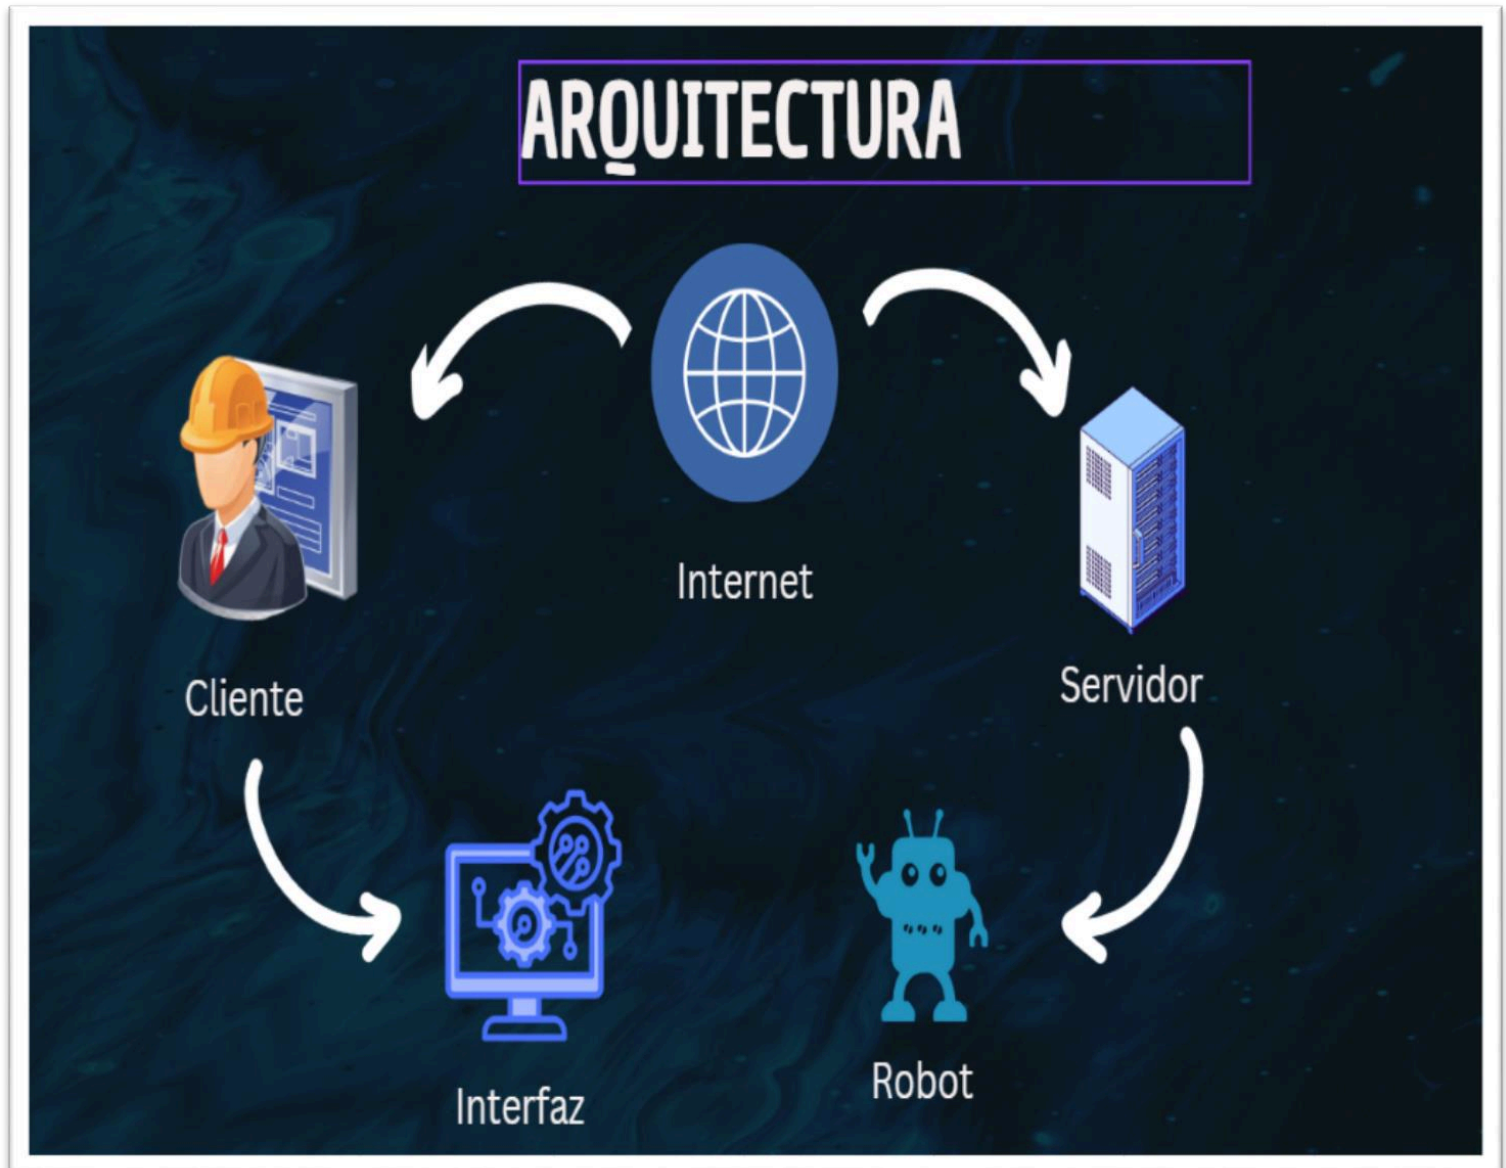 ARQUITECTURA
Internet
Cliente
Servidor
Interfaz
Robot